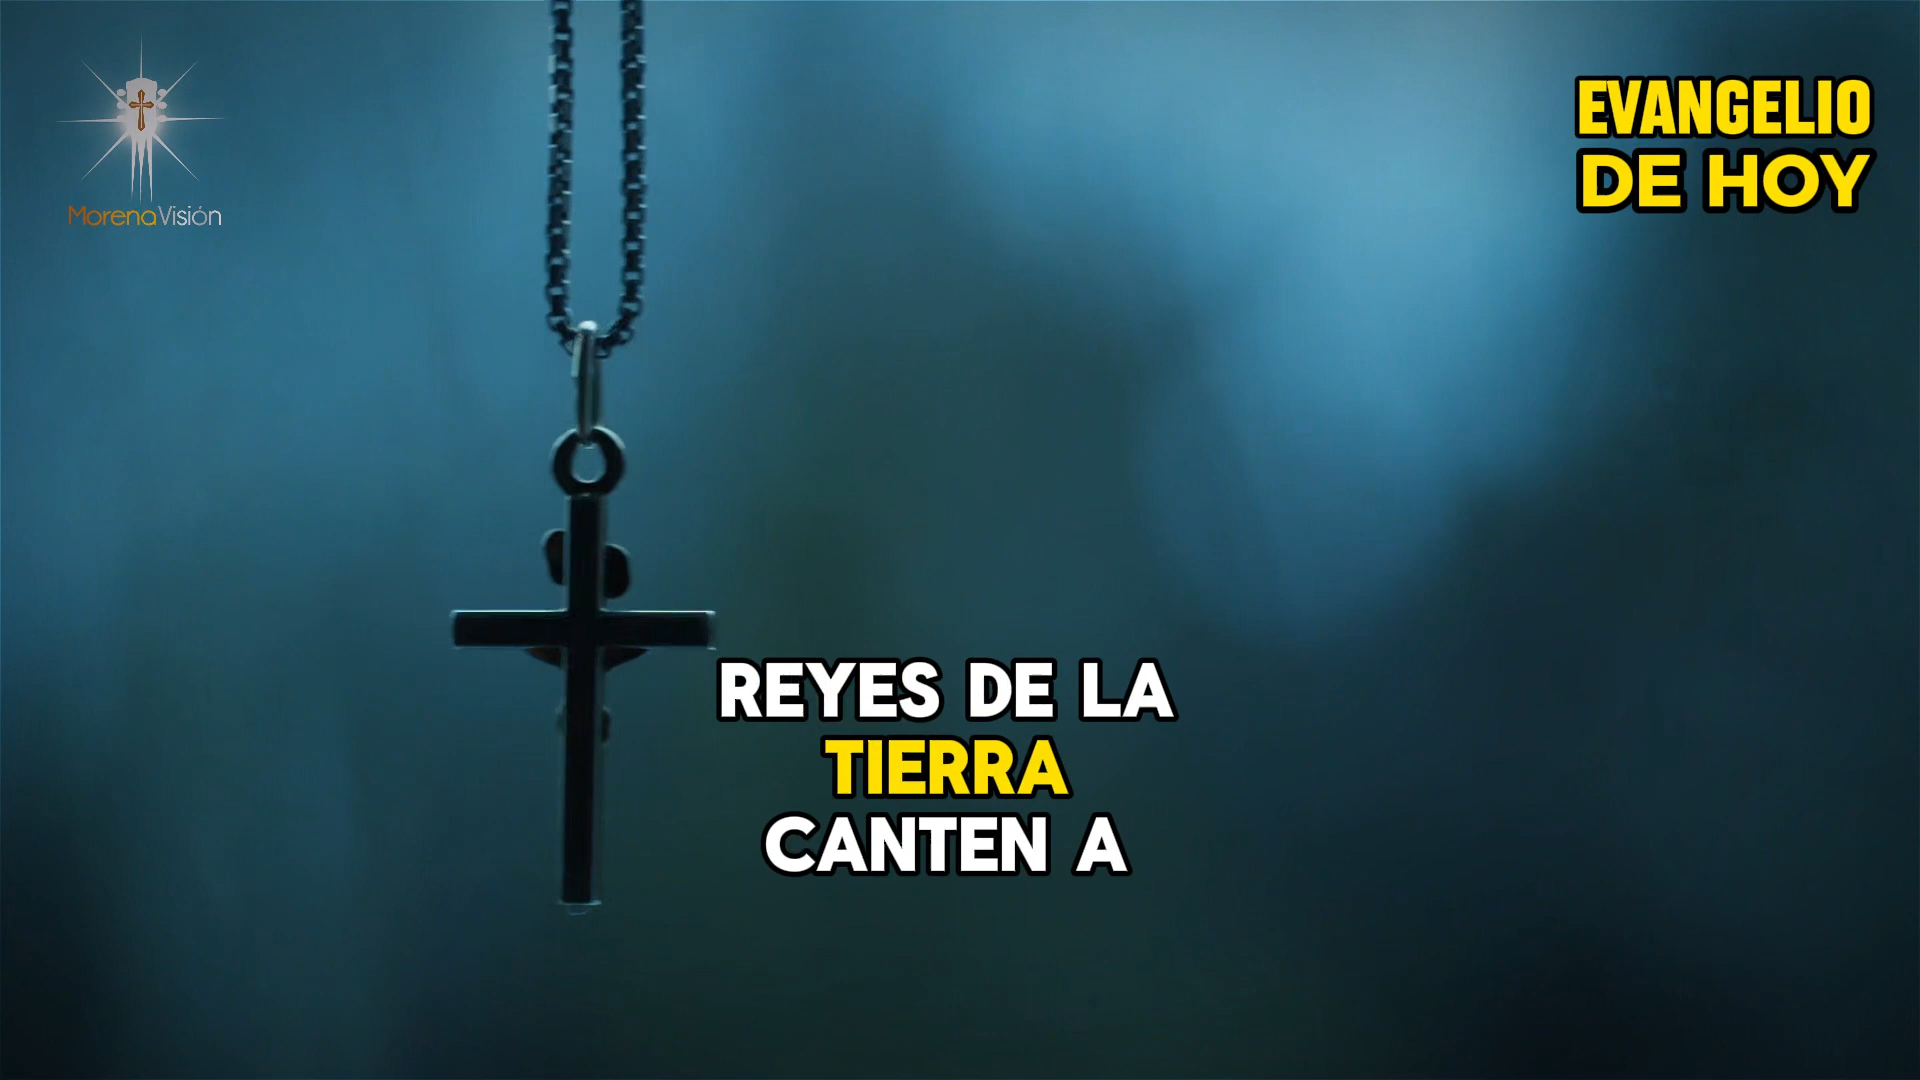 MorenaVisión
EVANGELIO
DE HOY
REYES DE LA
TIERRA
CANTEN A